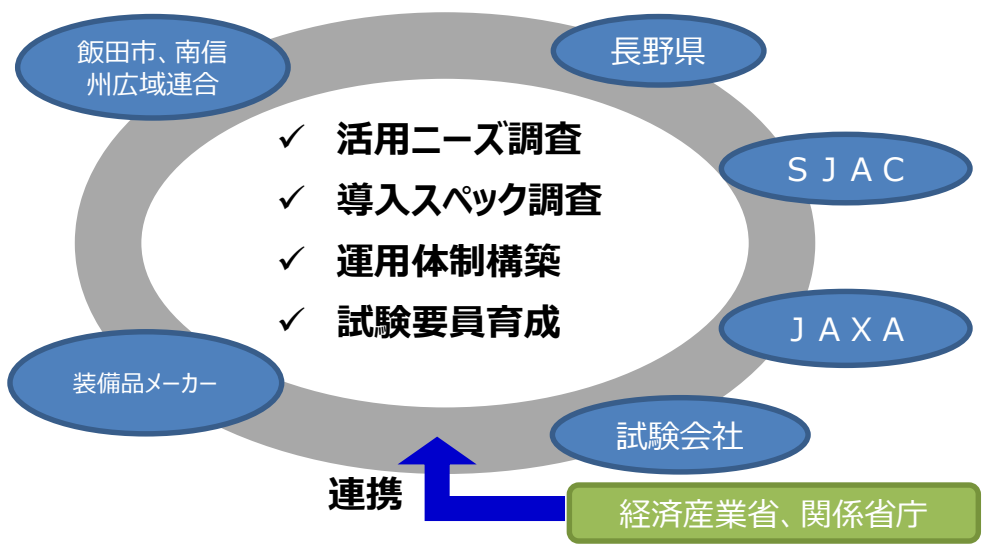 飯田市、南信
州広域連合
長野県
✓ 活用ニーズ調査
✓ 導入スペック調査
✓ 運用体制構築
✓ 試験要員育成
ＳＪＡＣ
ＪＡＸＡ
装備品メーカー
試験会社
連携
経済産業省、関係省庁